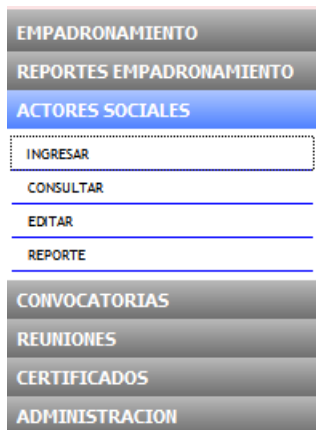 EMPADRONAMIENTO
REPORTES EMPADRONAMIENTO
ACTORES SOCIALES
INGRESAR
CONSULTAR
EDITAR
REPORTE
CONVOCATORIAS
REUNIONES
CERTIFICADOS
ADMINISTRACION